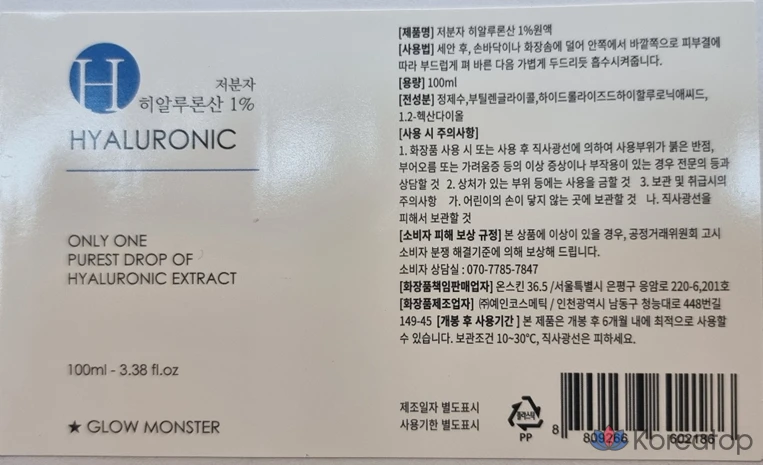 H
저분자
히알루론산 1%
HYALURONIC
ONLY ONE
PUREST DROP OF
HYALURONIC EXTRACT
100ml - 3.38 fl.oz
★ GLOW MONSTER
[제품명] 저분자 히알루론산 1%원액
[사용법] 세안 후, 손바닥이나 화장솜에 덜어 안쪽에서 바깥쪽으로 피부결에
따라 부드럽게 펴 바른 다음 가볍게 두드리듯 흡수시켜줍니다.
[용량] 100ml
[전성분] 정제수,부틸렌글라이콜,하이드롤라이즈드하이알루로닉애씨드,
1.2-헥산다이올
[사용 시 주의사항]
1. 화장품 사용 시 또는 사용 후 직사광선에 의하여 사용부위가 붉은 반점,
부어오름 또는 가려움증 등의 이상 증상이나 부작용이 있는 경우 전문의 등과
상담할 것 2. 상처가 있는 부위 등에는 사용을 금할 것 3. 보관 및 취급시의
주의사항 가. 어린이의 손이 닿지 않는 곳에 보관할 것 나. 직사광선을
피해서 보관할 것
[소비자 피해 보상 규정] 본 상품에 이상이 있을 경우, 공정거래위원회 고시
소비자 분쟁 해결기준에 의해 보상해 드립니다.
소비자 상담실 : 070-7785-7847
[화장품책임판매업자] 온스킨 36.5 /서울특별시 은평구 응암로 220-6,201호
[화장품제조업자] ㈜예인코스메틱 / 인천광역시 남동구 청능대로 448번길
149-45 [개봉 후 사용기간] 본 제품은 개봉 후 6개월 내에 최적으로 사용할
수 있습니다. 보관조건 10~30℃, 직사광선은 피하세요.
제조일자 별도표시
사용기한 별도표시
플라스틱
PP
8 809266 602186
Koreatop